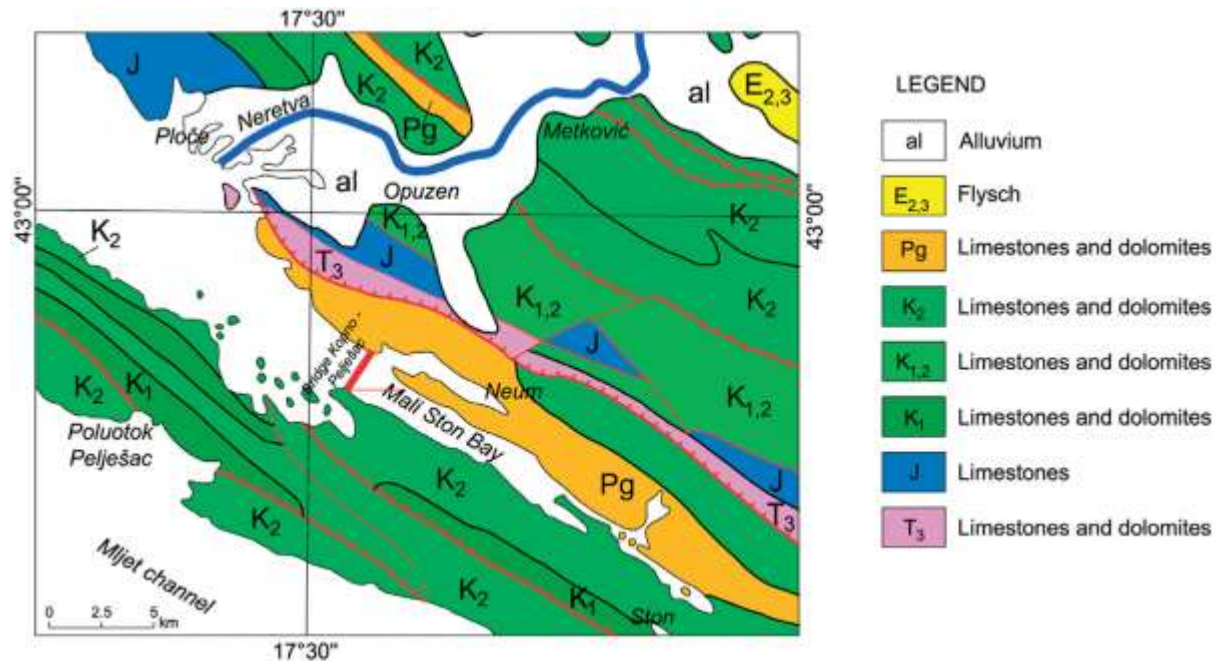 17°30"
J
K₂
K₂
Pg
al
E₂,₃
Neretva
Ploče
Metković
al
Opuzen
43°00"
43°00"
K₂
K₁,₂
K₂
J
T₃
K₁,₂
K₂
J
Bridge Kopno -
Pelješac
Neum
K₁
K₂
Mali Ston Bay
K₁,₂
Poluotok
Pelješac
K₂
Pg
J
K₂
T₃
Mljet channel
K₂
K₁
Ston
0 2.5 5
km
17°30"
LEGEND
al Alluvium
E₂,₃ Flysch
Pg Limestones and dolomites
K₂ Limestones and dolomites
K₁,₂ Limestones and dolomites
K₁ Limestones and dolomites
J Limestones
T₃ Limestones and dolomites